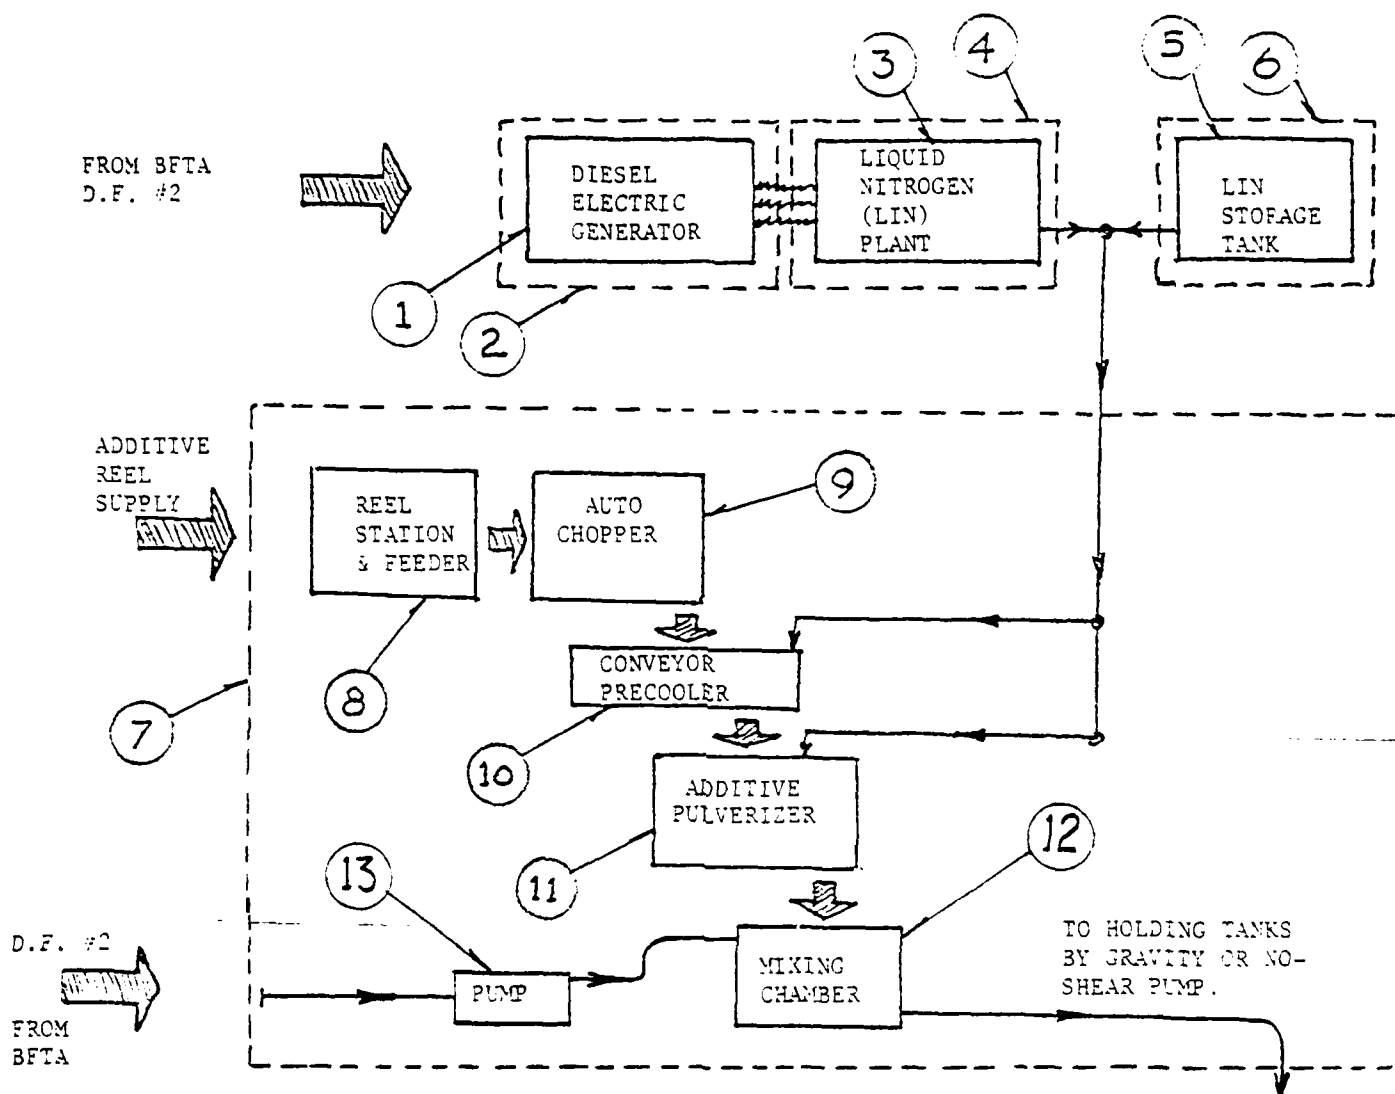 3
4
5
6
FROM BFTA
D.F. #2
DIESEL
ELECTRIC
GENERATOR
LIQUID
NITROGEN
(LIN)
PLANT
LIN
STOFAGE
TANK
1
2
ADDITIVE
REEL
SUPPLY
REEL
STATION
& FEEDER
AUTO
CHOPPER
9
8
7
CONVEYOR
PRECOOLER
10
ADDITIVE
PULVERIZER
11
12
13
D.F. #2
FROM
BFTA
PUMP
MIXING
CHAMBER
TO HOLDING TANKS
BY GRAVITY OR NO-
SHEAR PUMP.